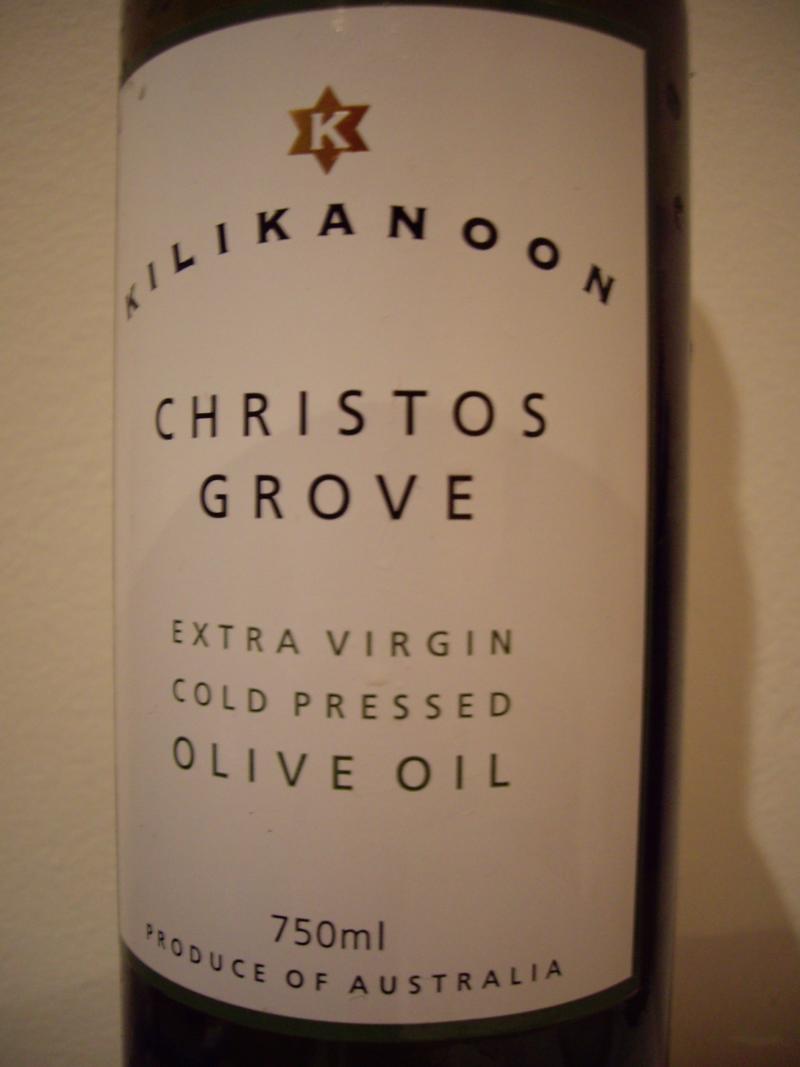 K
KILIKANOON
CHRISTOS
GROVE
EXTRA VIRGIN
COLD PRESSED
OLIVE OIL
750ml
PRODUCE OF AUSTRALIA